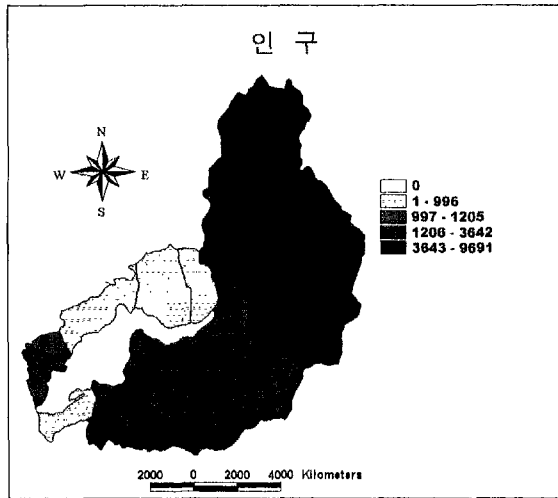 인 구
N
W E
S
0
1 - 996
997 - 1205
1206 - 3642
3643 - 9691
2000 0 2000 4000 Kilometers